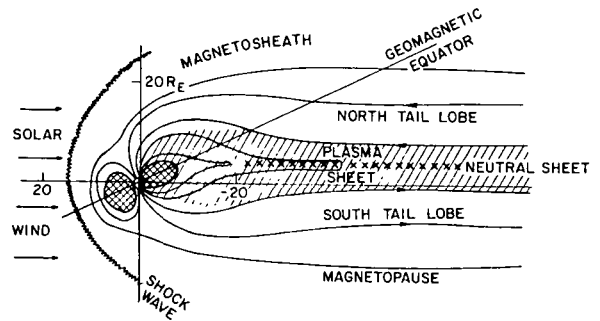 MAGNETOSHEATH
GEOMAGNETIC
EQUATOR
20 RE
SOLAR
NORTH TAIL LOBE
PLASMA
NEUTRAL SHEET
SHEET
20
-20
WIND
SOUTH TAIL LOBE
MAGNETOPAUSE
SHOCK
WAVE